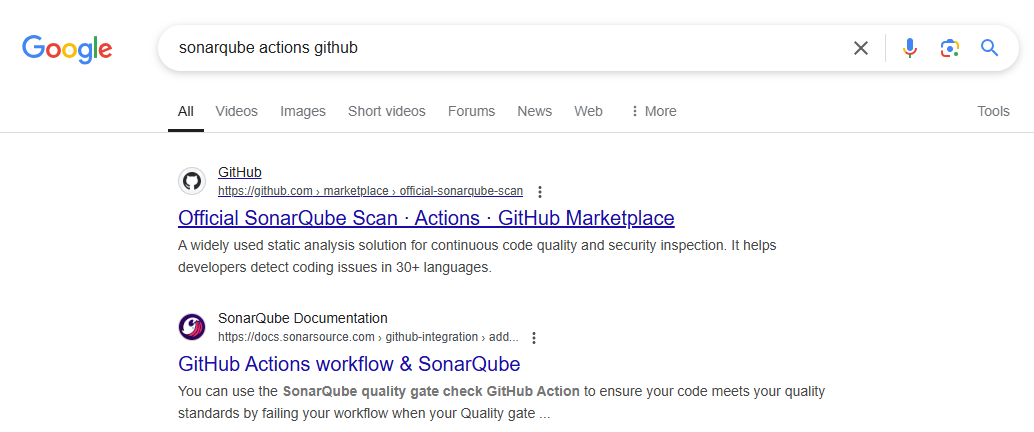 Google
sonarqube actions github
All Videos Images Short videos Forums News Web More Tools
GitHub
https://github.com › marketplace › official-sonarqube-scan
Official SonarQube Scan · Actions · GitHub Marketplace
A widely used static analysis solution for continuous code quality and security inspection. It helps
developers detect coding issues in 30+ languages.
SonarQube Documentation
https://docs.sonarsource.com › github-integration › add...
GitHub Actions workflow & SonarQube
You can use the SonarQube quality gate check GitHub Action to ensure your code meets your quality
standards by failing your workflow when your Quality gate ...